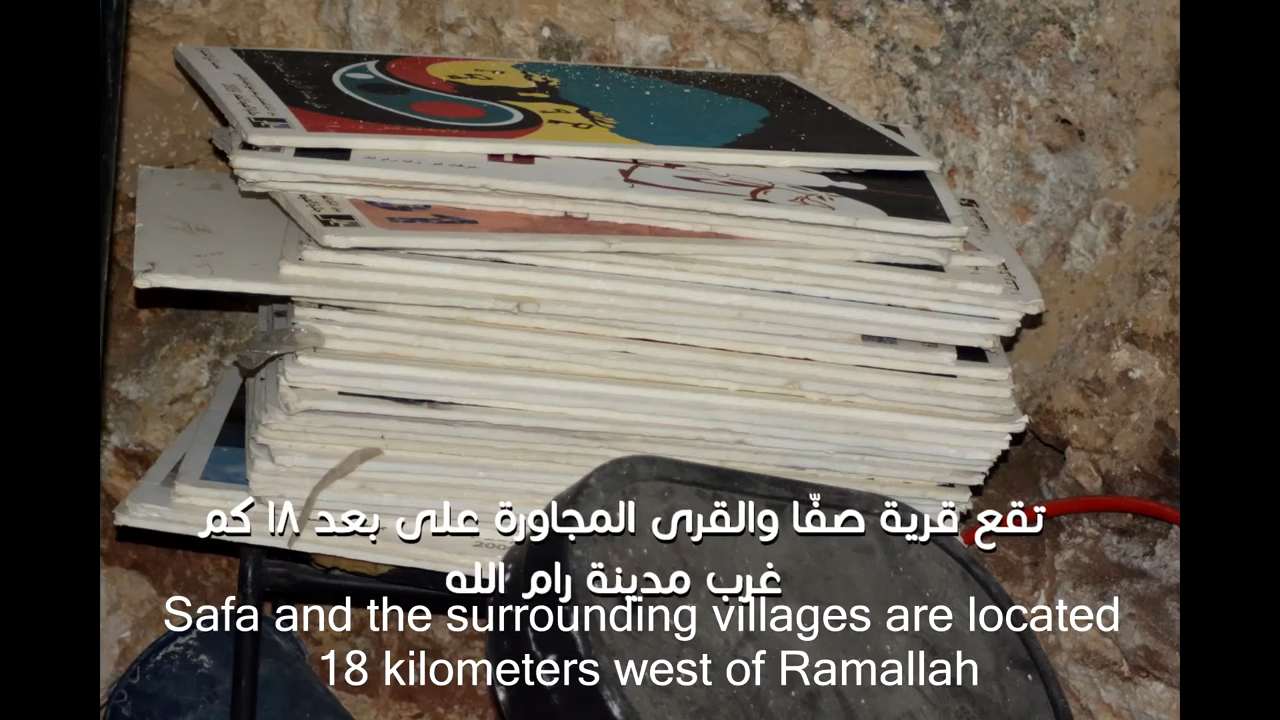 تقع قرية صفّا والقرى المجاورة على بعد ١٨ كم
غرب مدينة رام الله
Safa and the surrounding villages are located
18 kilometers west of Ramallah